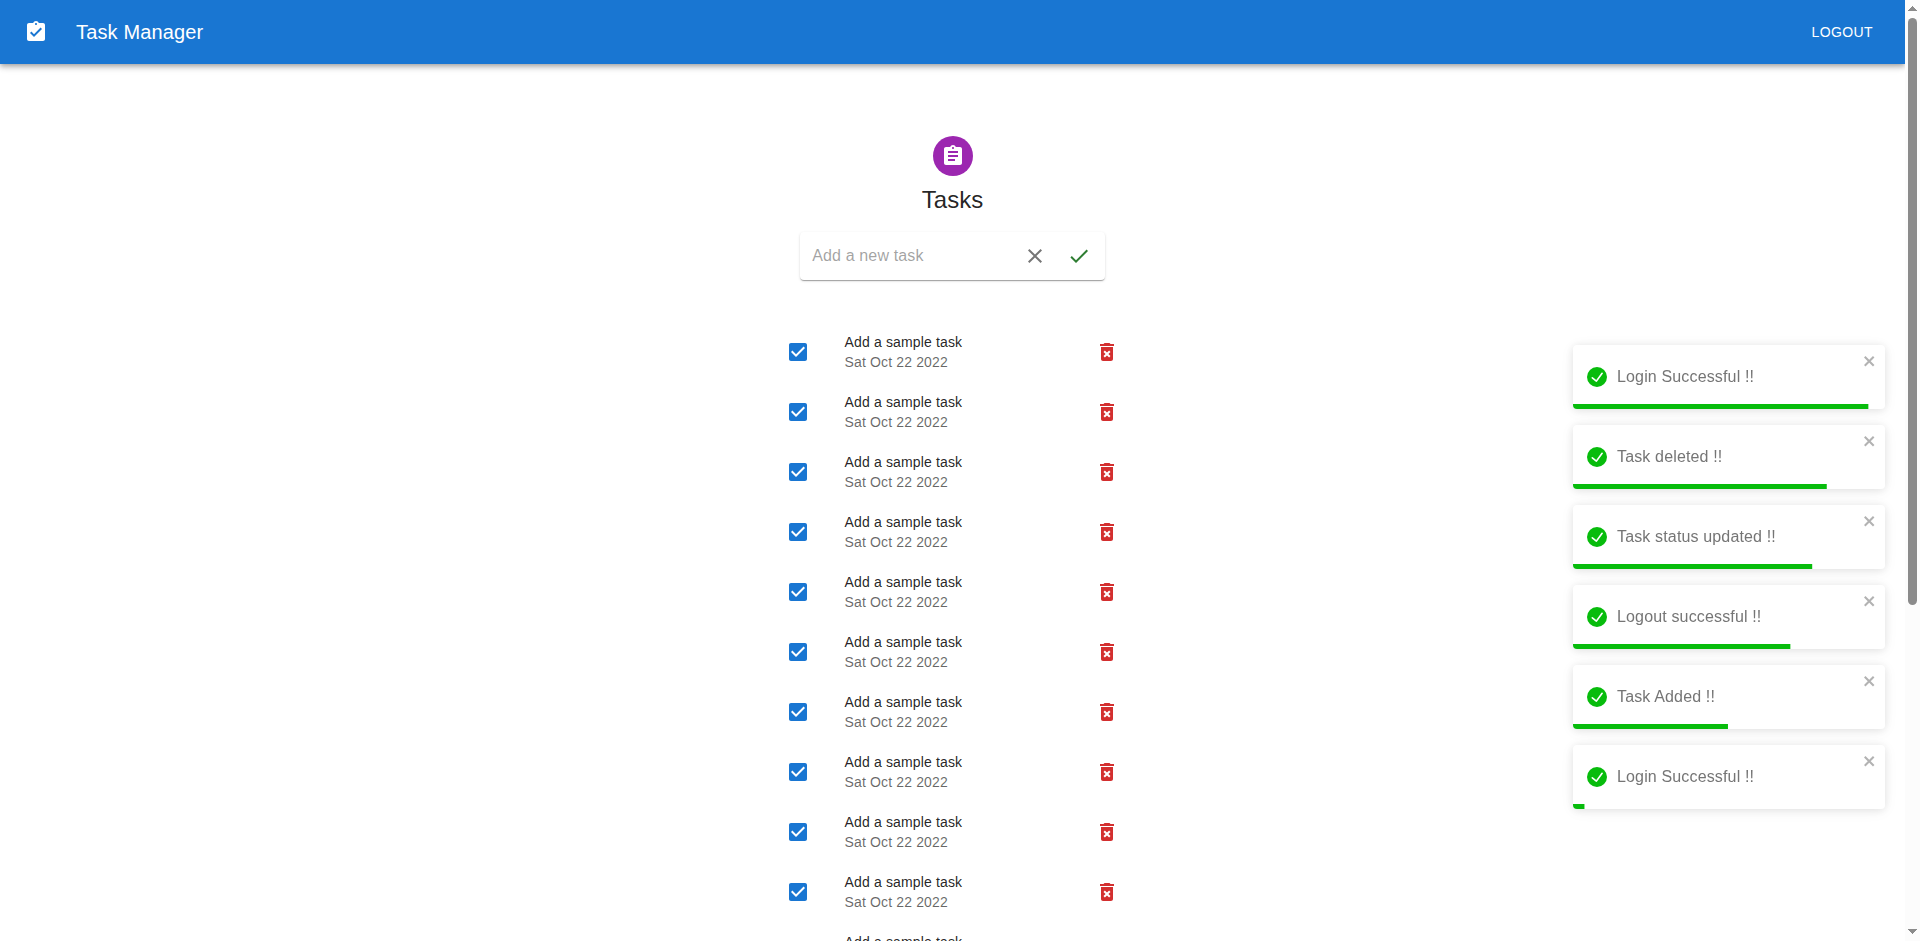 Task Manager
LOGOUT
Tasks
Add a new task
Add a sample task
Sat Oct 22 2022
Add a sample task
Sat Oct 22 2022
Add a sample task
Sat Oct 22 2022
Add a sample task
Sat Oct 22 2022
Add a sample task
Sat Oct 22 2022
Add a sample task
Sat Oct 22 2022
Add a sample task
Sat Oct 22 2022
Add a sample task
Sat Oct 22 2022
Add a sample task
Sat Oct 22 2022
Add a sample task
Sat Oct 22 2022
Add a sample task
Login Successful !!
Task deleted !!
Task status updated !!
Logout successful !!
Task Added !!
Login Successful !!